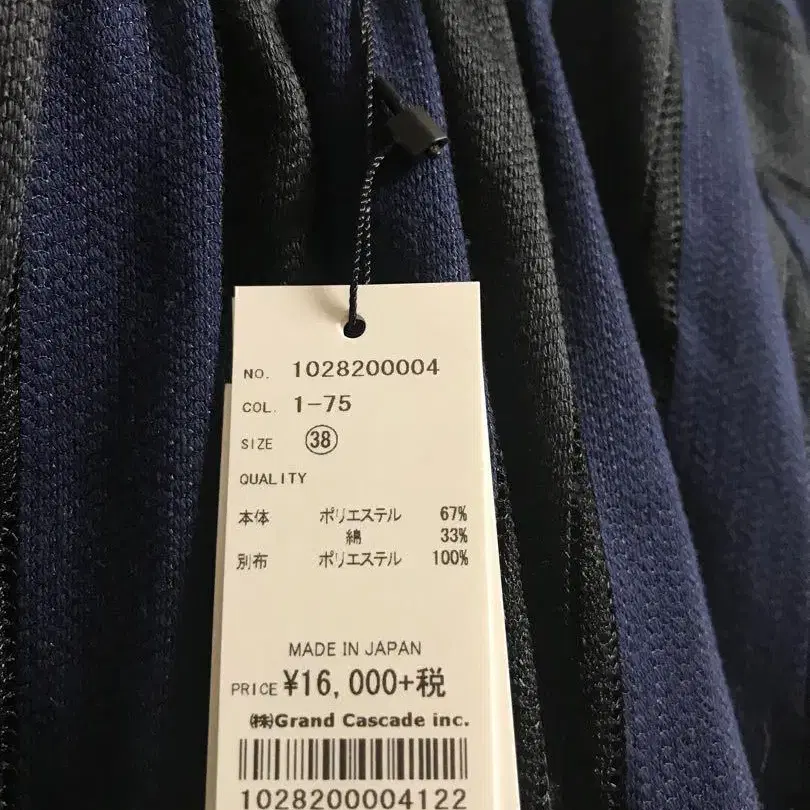 NO. 1028200004
COL. 1-75
SIZE ㊳
QUALITY
本体 ポリエステル 67%
綿 33%
別布 ポリエステル 100%
MADE IN JAPAN
PRICE ¥16,000+税
㈱Grand Cascade inc.
1028200004122